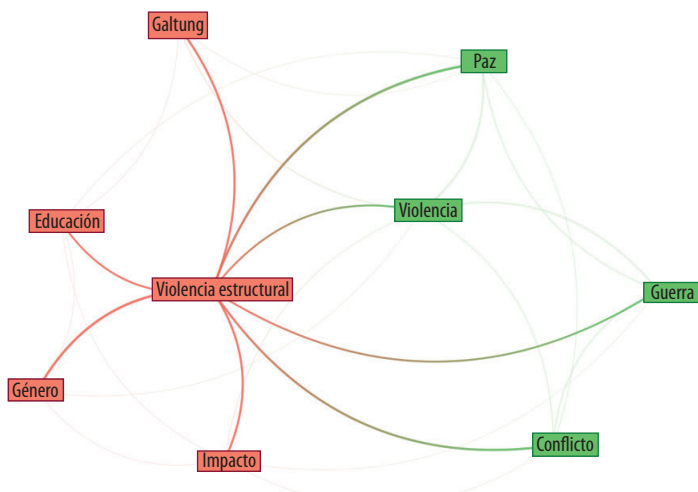 Galtung
Paz
Educación
Violencia
Violencia estructural
Guerra
Género
Conflicto
Impacto